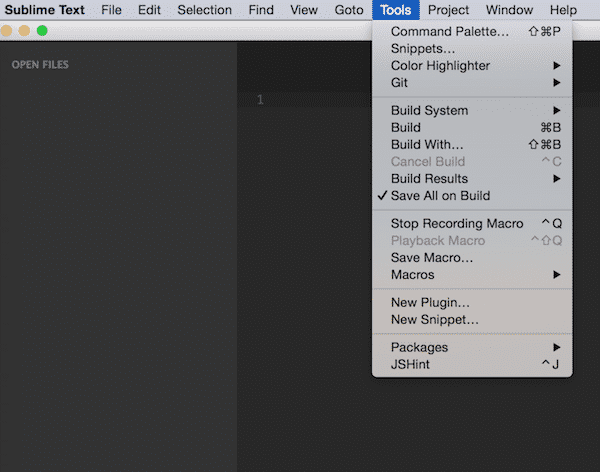 Sublime Text File Edit Selection Find View Goto Tools Project Window Help
OPEN FILES
1
Command Palette... ⇧⌘P
Snippets...
Color Highlighter ▶
Git ▶
Build System ▶
Build ⌘B
Build With... ⇧⌘B
Cancel Build ^C
Build Results ▶
✓ Save All on Build
Stop Recording Macro ^Q
Playback Macro ^⇧Q
Save Macro...
Macros ▶
New Plugin...
New Snippet...
Packages ▶
JSHint ^J